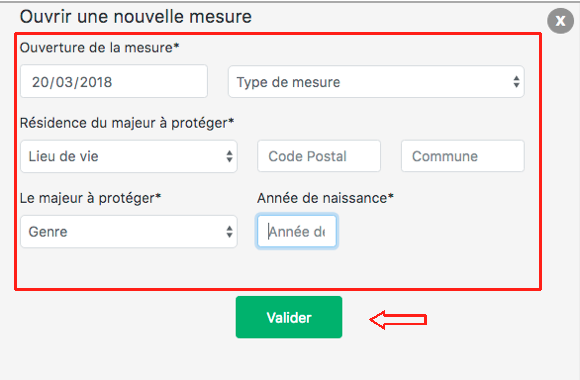 Ouvrir une nouvelle mesure
X
Ouverture de la mesure*
20/03/2018 Type de mesure
Résidence du majeur à protéger*
Lieu de vie Code Postal Commune
Le majeur à protéger* Année de naissance*
Genre Année de
Valider